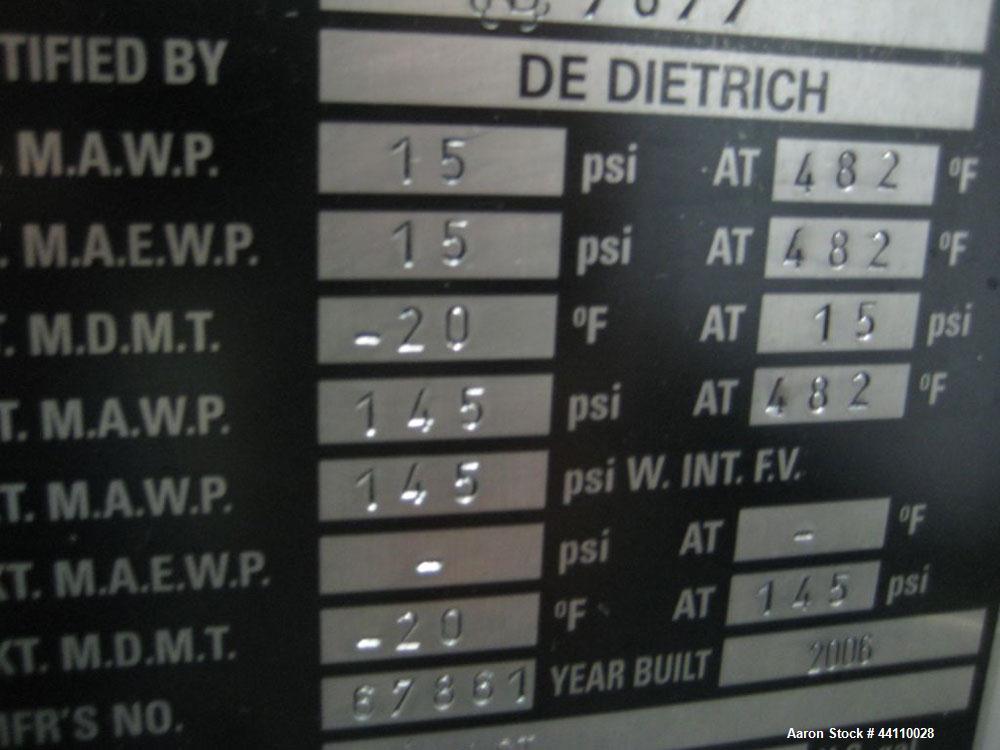 TIFIED BY DE DIETRICH
. M.A.W.P. 15 psi AT 482 °F
. M.A.E.W.P. 15 psi AT 482 °F
T. M.D.M.T. -20 °F AT 15 psi
T. M.A.W.P. 145 psi AT 482 °F
T. M.A.W.P. 145 psi W. INT. F.V.
KT. M.A.E.W.P. - psi AT - °F
KT. M.D.M.T. -20 °F AT 145 psi
MFR'S NO. 67861 YEAR BUILT 2006
Aaron Stock # 44110028